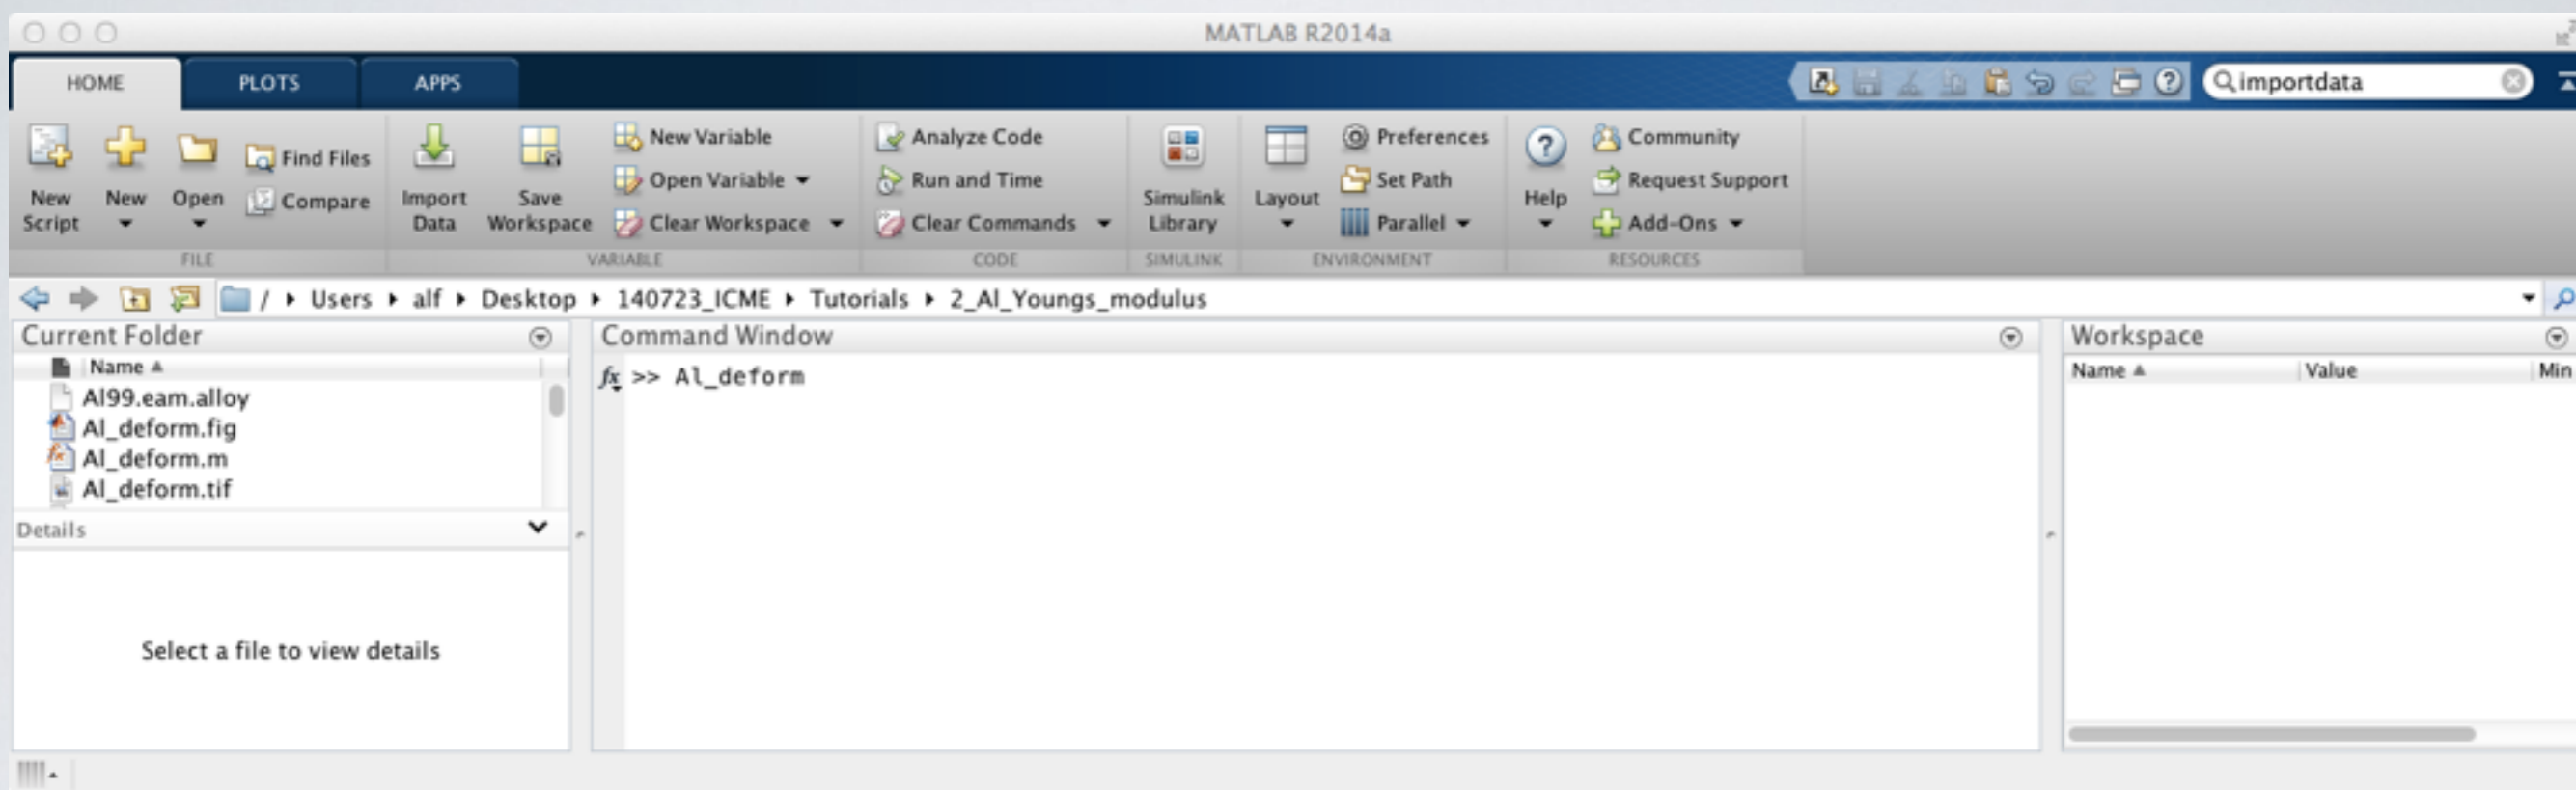 MATLAB R2014a
HOME PLOTS APPS importdata
New Script New Open Find Files Compare Import Data Save Workspace New Variable Open Variable Clear Workspace Analyze Code Run and Time Clear Commands Simulink Library Layout Preferences Set Path Parallel Help Community Request Support Add-Ons
FILE VARIABLE CODE SIMULINK ENVIRONMENT RESOURCES
/ Users alf Desktop 140723_ICME Tutorials 2_Al_Youngs_modulus
Current Folder
Name
Al99.eam.alloy
Al_deform.fig
Al_deform.m
Al_deform.tif
Details
Select a file to view details
Command Window
fx >> Al_deform
Workspace
Name Value Min